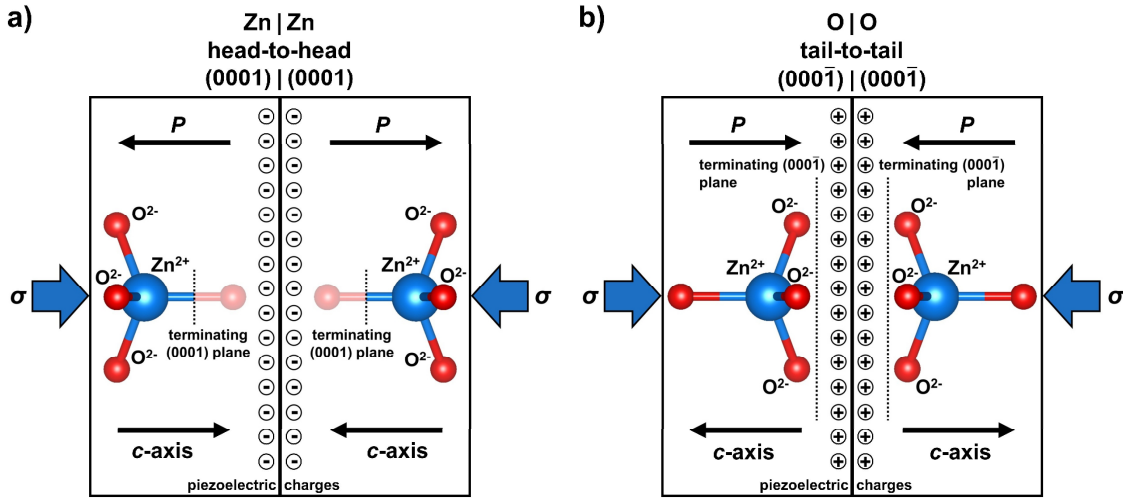 a)
Zn | Zn
head-to-head
(0001) | (0001)
P
P
O²⁻
O²⁻
Zn²⁺
Zn²⁺
O²⁻
O²⁻
σ
σ
terminating
(0001) plane
terminating
(0001) plane
O²⁻
O²⁻
c-axis
c-axis
piezoelectric charges
b)
O | O
tail-to-tail
(0001̄) | (0001̄)
P
P
terminating (0001̄)
plane
terminating (0001̄)
plane
O²⁻
O²⁻
Zn²⁺
Zn²⁺
O²⁻
O²⁻
σ
σ
O²⁻
O²⁻
c-axis
c-axis
piezoelectric charges